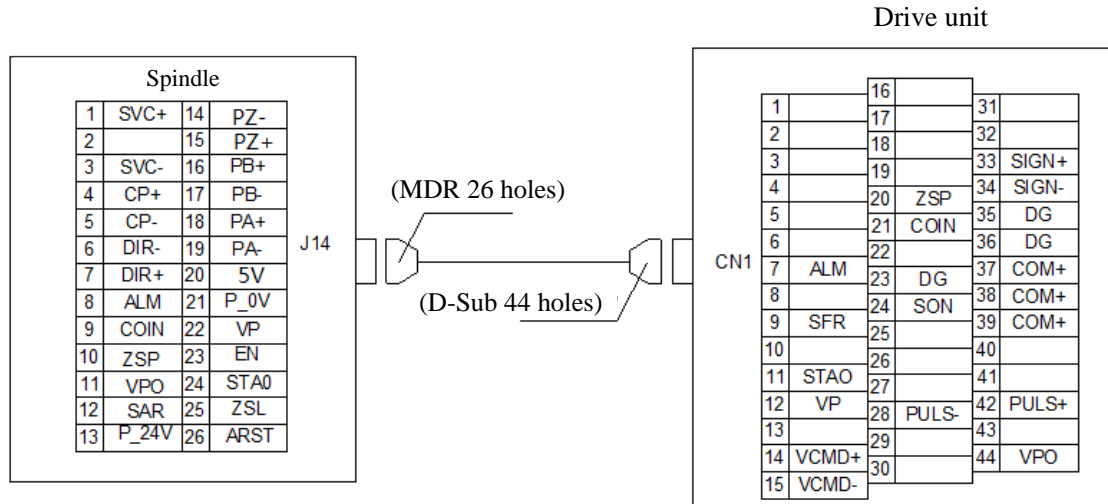 Drive unit
Spindle
1 SVC+ 14 PZ-
2 15 PZ+
3 SVC- 16 PB+
4 CP+ 17 PB-
5 CP- 18 PA+
6 DIR- 19 PA-
7 DIR+ 20 5V
8 ALM 21 P_0V
9 COIN 22 VP
10 ZSP 23 EN
11 VPO 24 STA0
12 SAR 25 ZSL
13 P_24V 26 ARST
J14
(MDR 26 holes)
(D-Sub 44 holes)
CN1
1
2
3
4
5
6
7 ALM
8
9 SFR
10
11 STAO
12 VP
13
14 VCMD+
15 VCMD-
16
17
18
19
20 ZSP
21 COIN
22
23 DG
24 SON
25
26
27
28 PULS-
29
30
31
32
33 SIGN+
34 SIGN-
35 DG
36 DG
37 COM+
38 COM+
39 COM+
40
41
42 PULS+
43
44 VPO